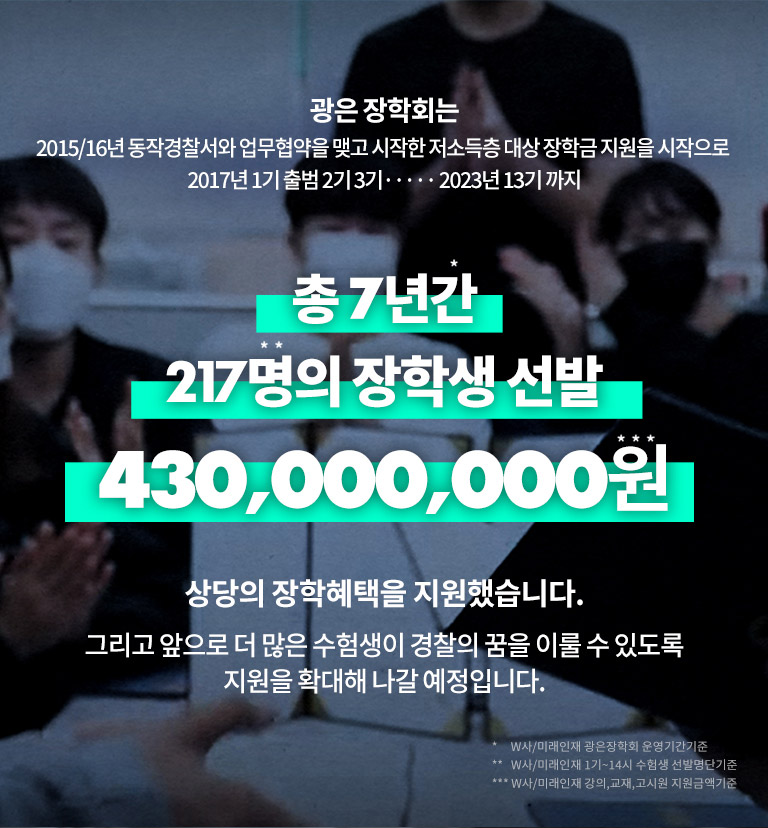 광은 장학회는
2015/16년 동작경찰서와 업무협약을 맺고 시작한 저소득층 대상 장학금 지원을 시작으로
2017년 1기 출범 2기 3기 · · · · · 2023년 13기 까지
총 7년간*
217명의** 장학생 선발
430,000,000원***
상당의 장학혜택을 지원했습니다.
그리고 앞으로 더 많은 수험생이 경찰의 꿈을 이룰 수 있도록
지원을 확대해 나갈 예정입니다.
* W사/미래인재 광은장학회 운영기간기준
** W사/미래인재 1기~14시 수험생 선발명단기준
*** W사/미래인재 강의,교재,고시원 지원금액기준